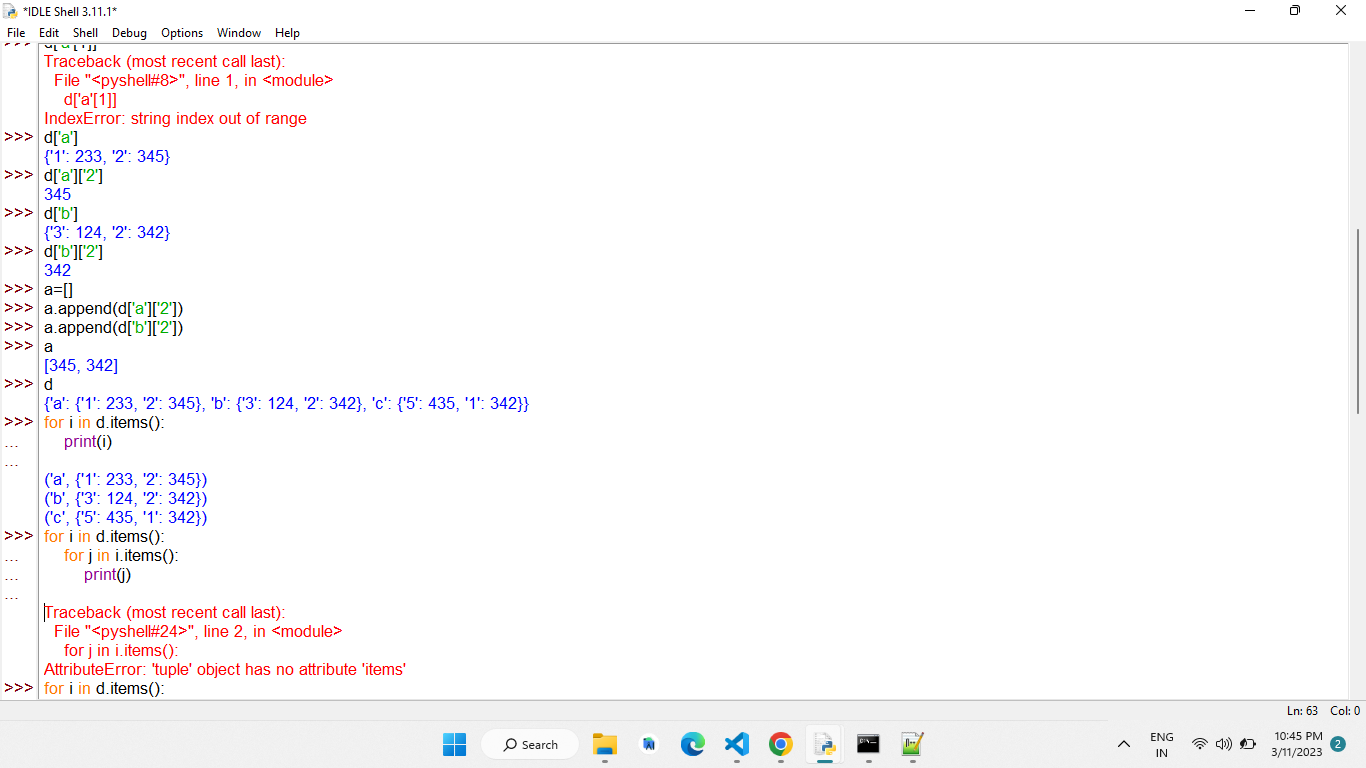 *IDLE Shell 3.11.1*
File Edit Shell Debug Options Window Help
Traceback (most recent call last):
File "<pyshell#8>", line 1, in <module>
d['a'[1]]
IndexError: string index out of range
>>> d['a']
{'1': 233, '2': 345}
>>> d['a']['2']
345
>>> d['b']
{'3': 124, '2': 342}
>>> d['b']['2']
342
>>> a=[]
>>> a.append(d['a']['2'])
>>> a.append(d['b']['2'])
>>> a
[345, 342]
>>> d
{'a': {'1': 233, '2': 345}, 'b': {'3': 124, '2': 342}, 'c': {'5': 435, '1': 342}}
>>> for i in d.items():
... print(i)
...
('a', {'1': 233, '2': 345})
('b', {'3': 124, '2': 342})
('c', {'5': 435, '1': 342})
>>> for i in d.items():
... for j in i.items():
... print(j)
...
Traceback (most recent call last):
File "<pyshell#24>", line 2, in <module>
for j in i.items():
AttributeError: 'tuple' object has no attribute 'items'
>>> for i in d.items():
Ln: 63 Col: 0
Search
ENG
IN
10:45 PM
3/11/2023
2